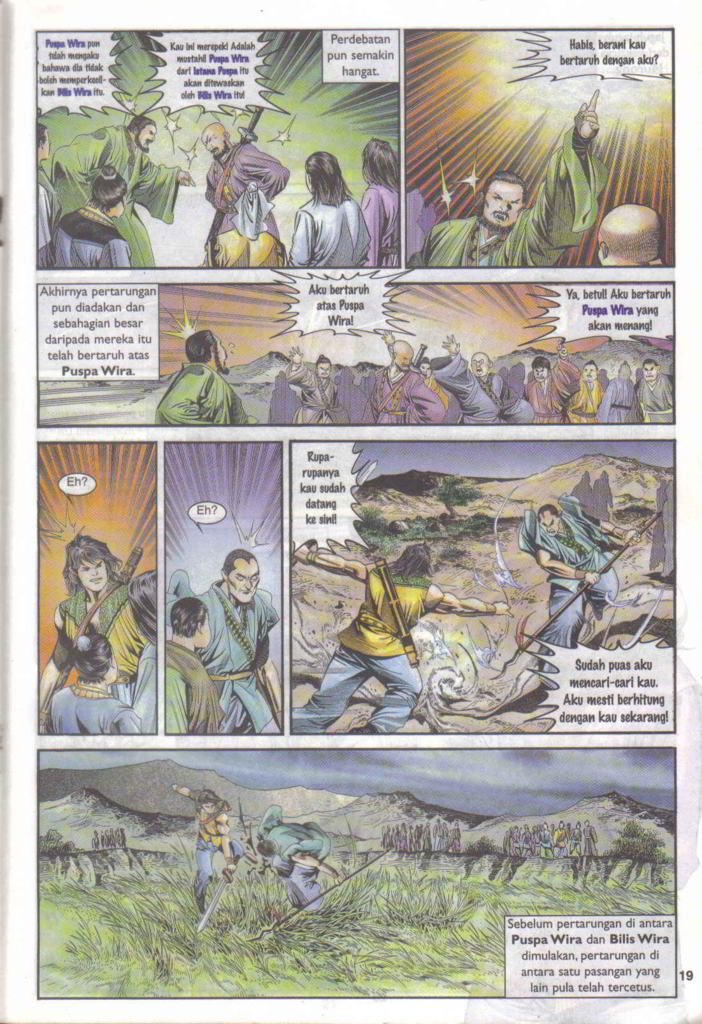 Puspa Wira pun
telah mengaku
bahawa dia tidak
boleh memperkecil-
kan Bilis Wira itu.
Kau ini merepek! Adalah
mustahil Puspa Wira
dari Istana Puspa itu
akan ditewaskan
oleh Bilis Wira itu!
Perdebatan
pun semakin
hangat.
Habis, berani kau
bertaruh dengan aku?
Akhirnya pertarungan
pun diadakan dan
sebahagian besar
daripada mereka itu
telah bertaruh atas
Puspa Wira.
Aku bertaruh
atas Puspa
Wira!
Ya, betul! Aku bertaruh
Puspa Wira yang
akan menang!
Eh?
Eh?
Rupa-
rupanya
kau sudah
datang
ke sini!
Sudah puas aku
mencari-cari kau.
Aku mesti berhitung
dengan kau sekarang!
Sebelum pertarungan di antara
Puspa Wira dan Bilis Wira
dimulakan, pertarungan di
antara satu pasangan yang
lain pula telah tercetus.
19